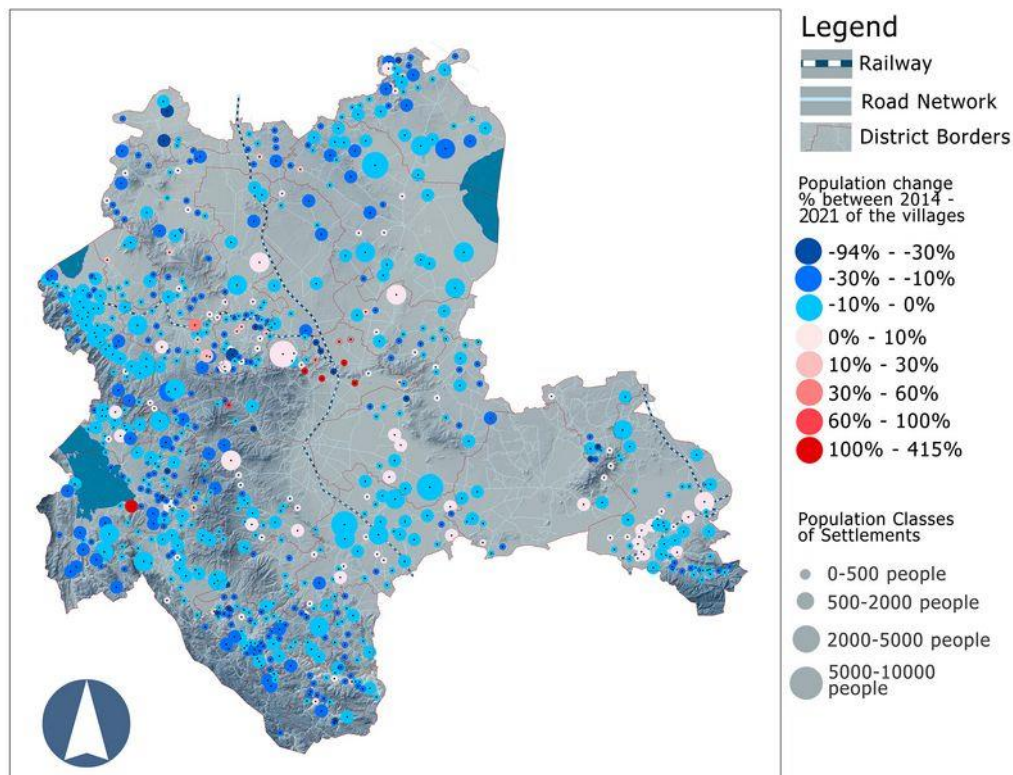 Legend
Railway
Road Network
District Borders
Population change
% between 2014 -
2021 of the villages
-94% - -30%
-30% - -10%
-10% - 0%
0% - 10%
10% - 30%
30% - 60%
60% - 100%
100% - 415%
Population Classes
of Settlements
0-500 people
500-2000 people
2000-5000 people
5000-10000
people